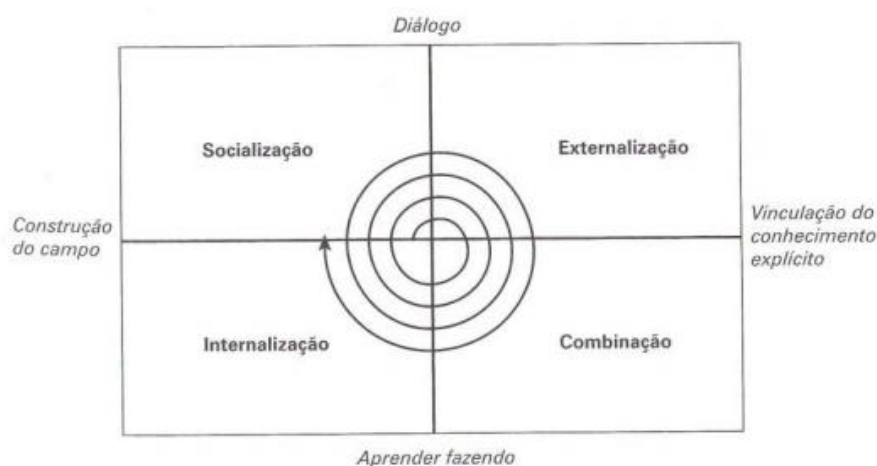 Diálogo
Socialização
Externalização
Construção
do campo
Vinculação do
conhecimento
explícito
Internalização
Combinação
Aprender fazendo